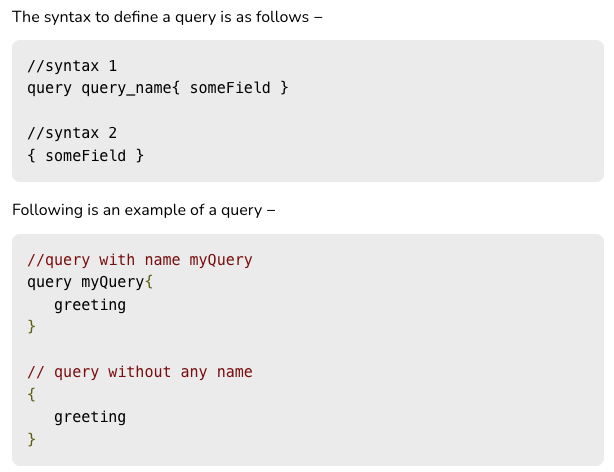 The syntax to define a query is as follows −
//syntax 1
query query_name{ someField }
//syntax 2
{ someField }
Following is an example of a query −
//query with name myQuery
query myQuery{
   greeting
}
// query without any name
{
   greeting
}